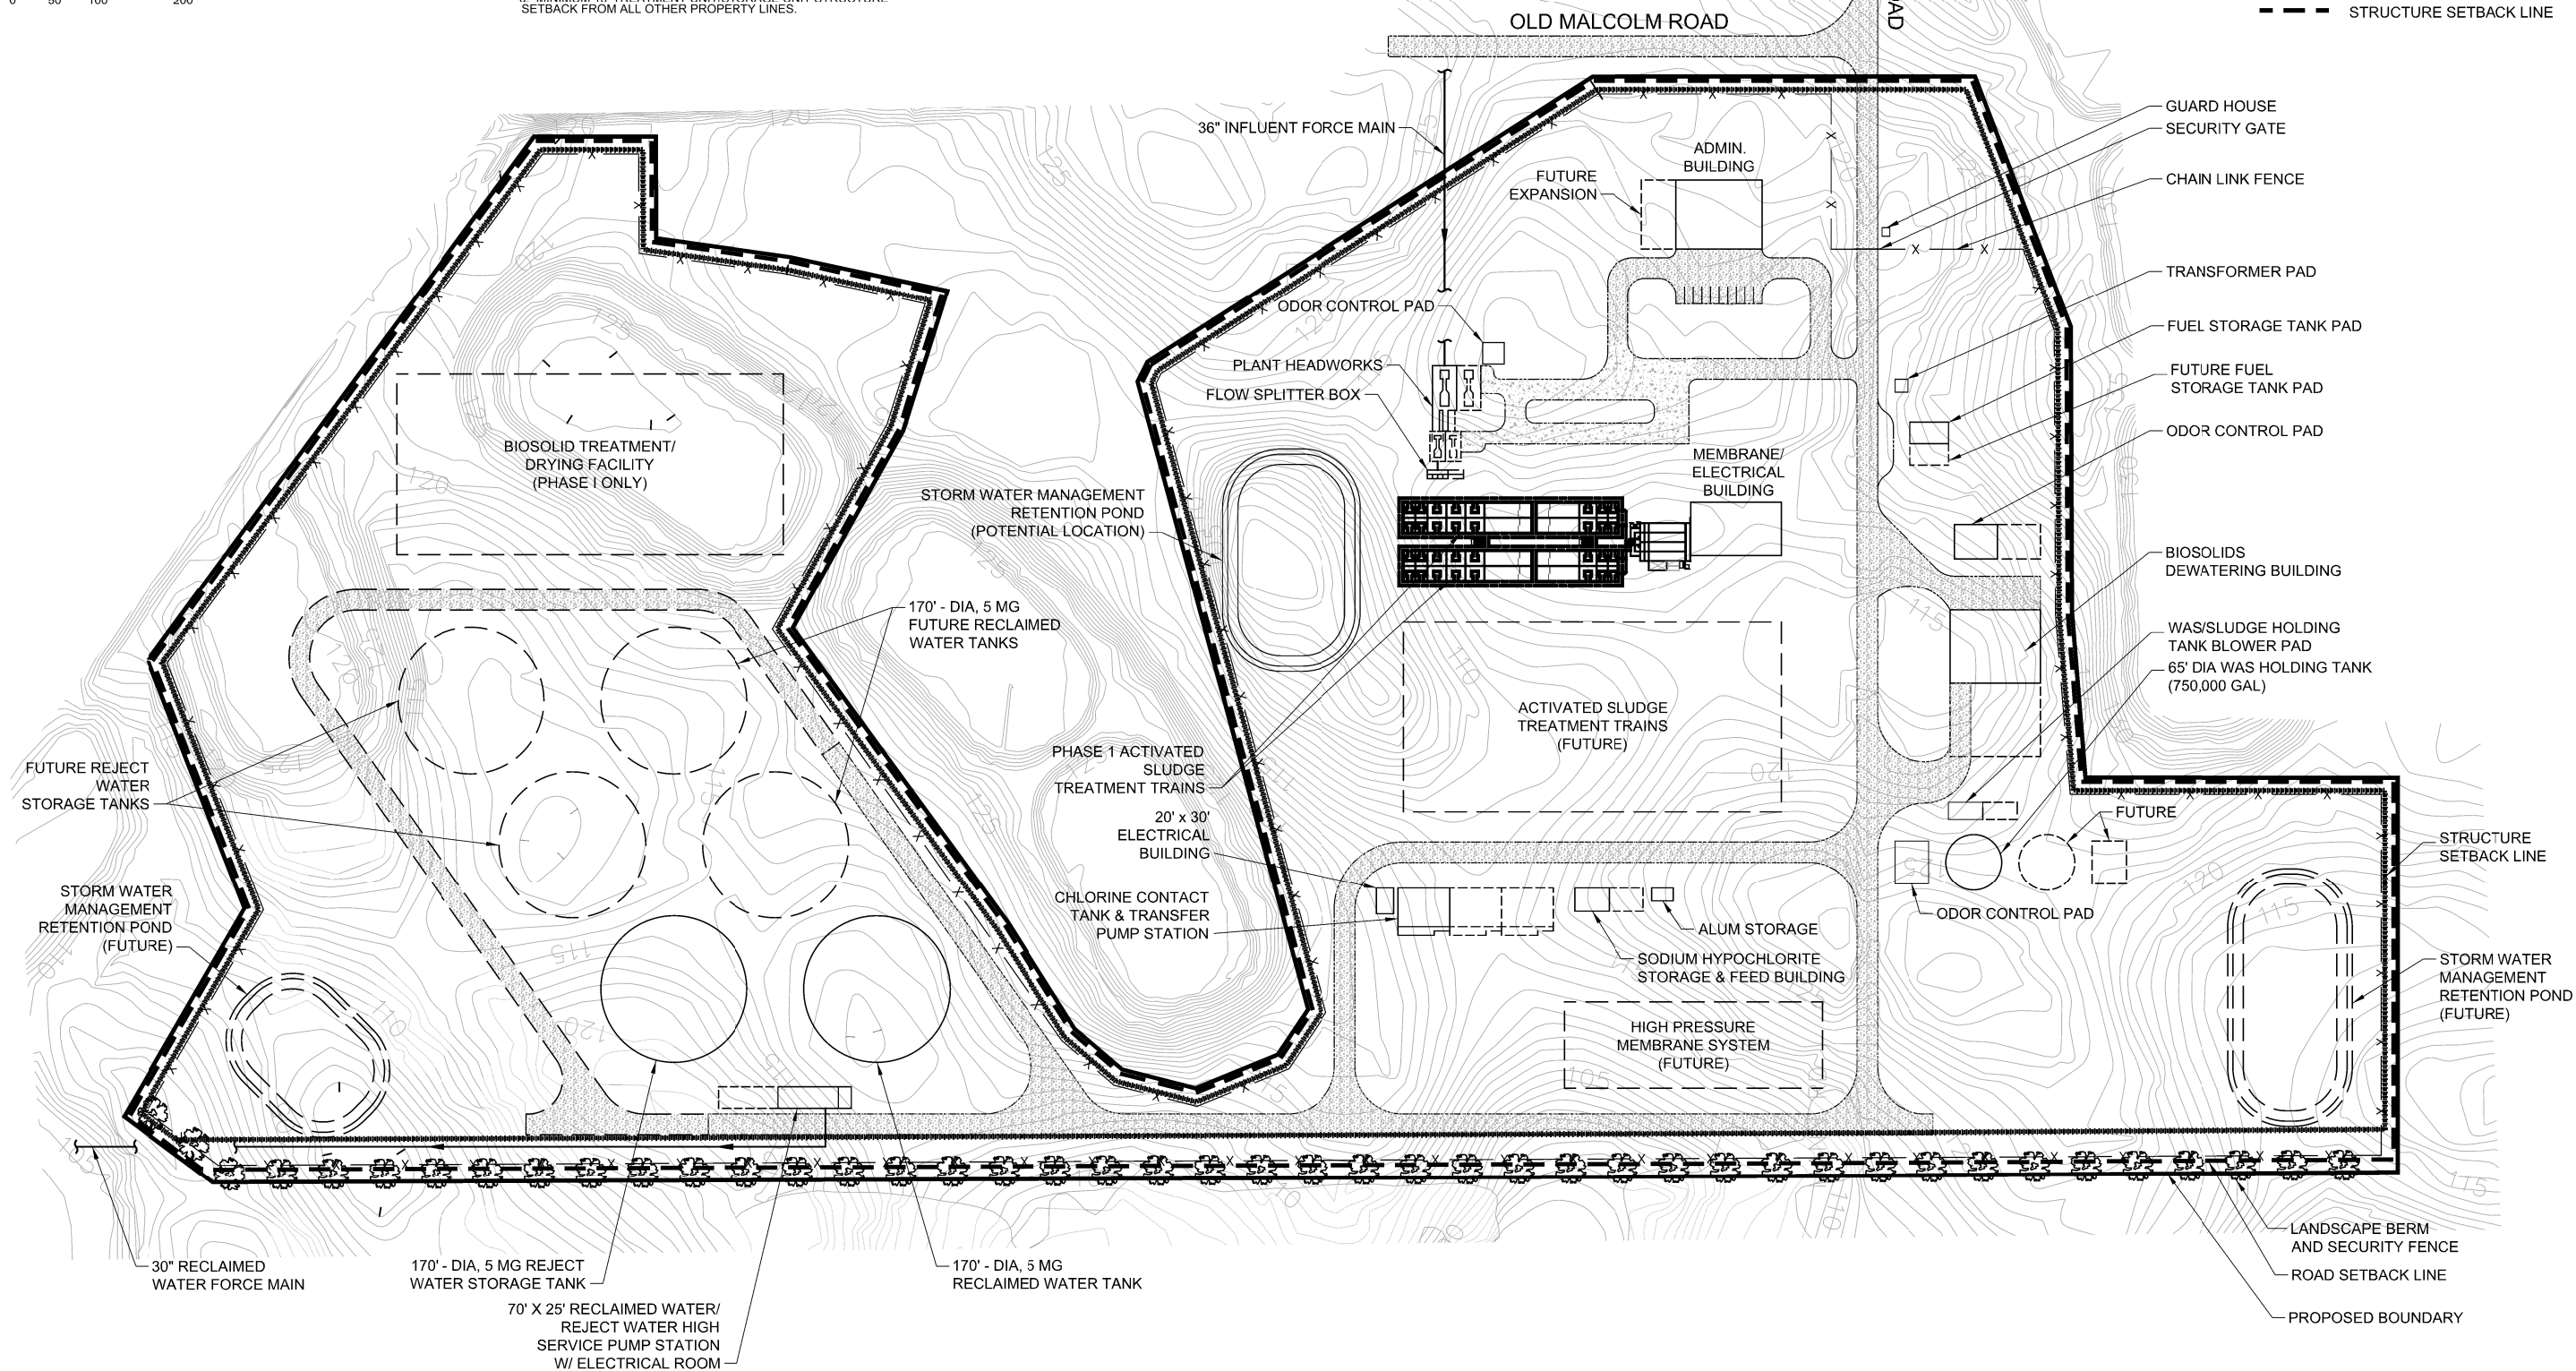 0 50 100 200
SETBACK FROM ALL OTHER PROPERTY LINES.
OLD MALCOLM ROAD
STRUCTURE SETBACK LINE
36" INFLUENT FORCE MAIN
ADMIN.
BUILDING
FUTURE
EXPANSION
GUARD HOUSE
SECURITY GATE
CHAIN LINK FENCE
TRANSFORMER PAD
FUEL STORAGE TANK PAD
FUTURE FUEL
STORAGE TANK PAD
ODOR CONTROL PAD
BIOSOLIDS
DEWATERING BUILDING
WAS/SLUDGE HOLDING
TANK BLOWER PAD
65' DIA WAS HOLDING TANK
(750,000 GAL)
ODOR CONTROL PAD
PLANT HEADWORKS
FLOW SPLITTER BOX
BIOSOLID TREATMENT/
DRYING FACILITY
(PHASE I ONLY)
STORM WATER MANAGEMENT
RETENTION POND
(POTENTIAL LOCATION)
MEMBRANE/
ELECTRICAL
BUILDING
170' - DIA, 5 MG
FUTURE RECLAIMED
WATER TANKS
ACTIVATED SLUDGE
TREATMENT TRAINS
(FUTURE)
PHASE 1 ACTIVATED
SLUDGE
TREATMENT TRAINS
FUTURE REJECT
WATER
STORAGE TANKS
20' x 30'
ELECTRICAL
BUILDING
FUTURE
STRUCTURE
SETBACK LINE
STORM WATER
MANAGEMENT
RETENTION POND
(FUTURE)
CHLORINE CONTACT
TANK & TRANSFER
PUMP STATION
ALUM STORAGE
ODOR CONTROL PAD
SODIUM HYPOCHLORITE
STORAGE & FEED BUILDING
STORM WATER
MANAGEMENT
RETENTION POND
(FUTURE)
HIGH PRESSURE
MEMBRANE SYSTEM
(FUTURE)
LANDSCAPE BERM
AND SECURITY FENCE
ROAD SETBACK LINE
PROPOSED BOUNDARY
30" RECLAIMED
WATER FORCE MAIN
170' - DIA, 5 MG REJECT
WATER STORAGE TANK
170' - DIA, 5 MG
RECLAIMED WATER TANK
70' X 25' RECLAIMED WATER/
REJECT WATER HIGH
SERVICE PUMP STATION
W/ ELECTRICAL ROOM